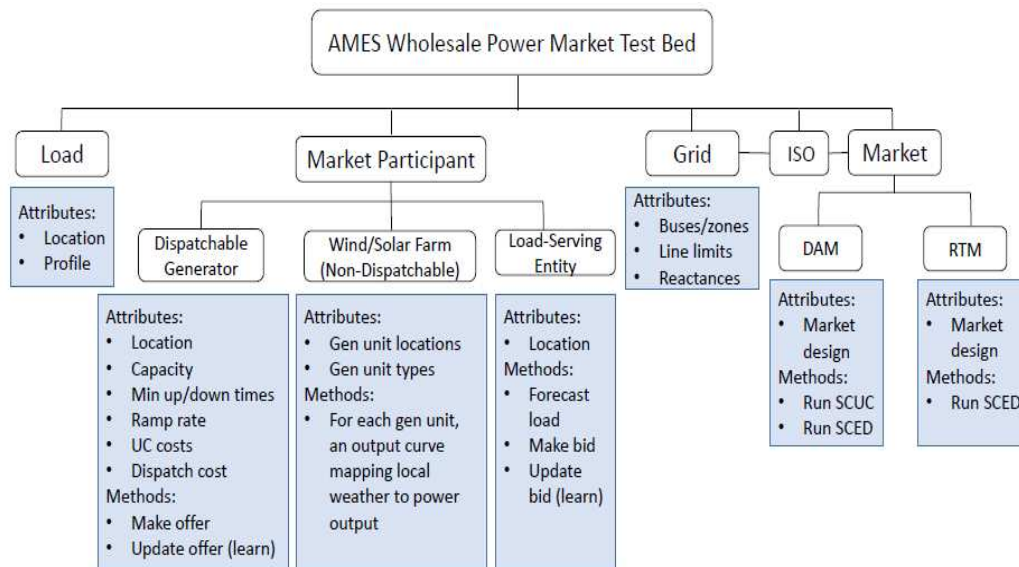 AMES Wholesale Power Market Test Bed
Load
Market Participant
Grid
ISO
Market
Attributes:
• Location
• Profile
Dispatchable
Generator
Wind/Solar Farm
(Non-Dispatchable)
Load-Serving
Entity
Attributes:
• Buses/zones
• Line limits
• Reactances
DAM
RTM
Attributes:
• Location
• Capacity
• Min up/down times
• Ramp rate
• UC costs
• Dispatch cost
Methods:
• Make offer
• Update offer (learn)
Attributes:
• Gen unit locations
• Gen unit types
Methods:
• For each gen unit,
an output curve
mapping local
weather to power
output
Attributes:
• Location
Methods:
• Forecast
load
• Make bid
• Update
bid (learn)
Attributes:
• Market
design
Methods:
• Run SCUC
• Run SCED
Attributes:
• Market
design
Methods:
• Run SCED